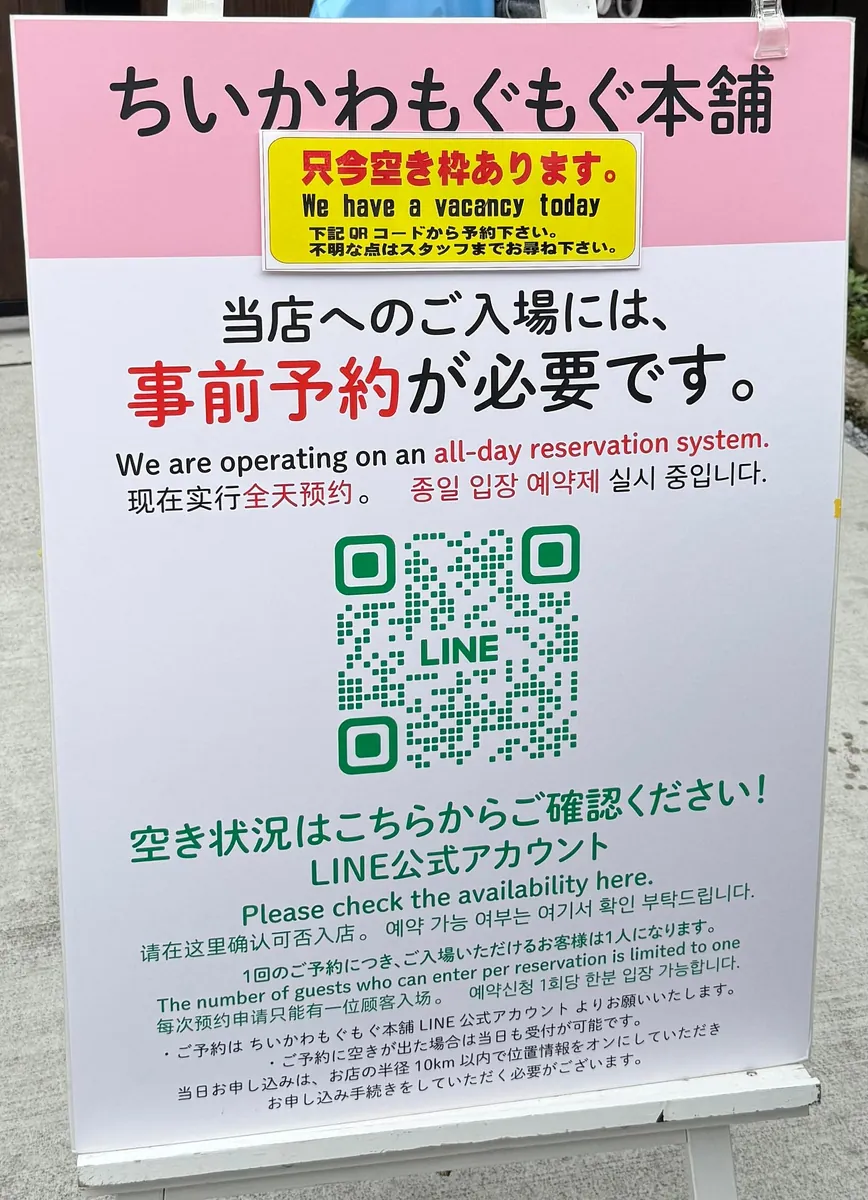 ちいかわもぐもぐ本舗
只今空き枠あります。
We have a vacancy today
下記QRコードから予約下さい。
不明な点はスタッフまでお尋ね下さい。
当店へのご入場には、
事前予約が必要です。
We are operating on an all-day reservation system.
现在实行全天预约。 종일 입장 예약제 실시 중입니다.
LINE
空き状況はこちらからご確認ください!
LINE公式アカウント
Please check the availability here.
请在这里确认可否入店。 예약 가능 여부는 여기서 확인 부탁드립니다.
1回のご予約につき、ご入場いただけるお客様は1人になります。
The number of guests who can enter per reservation is limited to one
每次预约申请只能有一位顾客入场。 예약신청 1회당 한분 입장 가능합니다.
・ご予約は ちいかわもぐもぐ本舗 LINE 公式アカウント よりお願いいたします。
・ご予約に空きが出た場合は当日も受付が可能です。
当日お申し込みは、お店の半径 10km 以内で位置情報をオンにしていただき
お申し込み手続きをしていただく必要がございます。